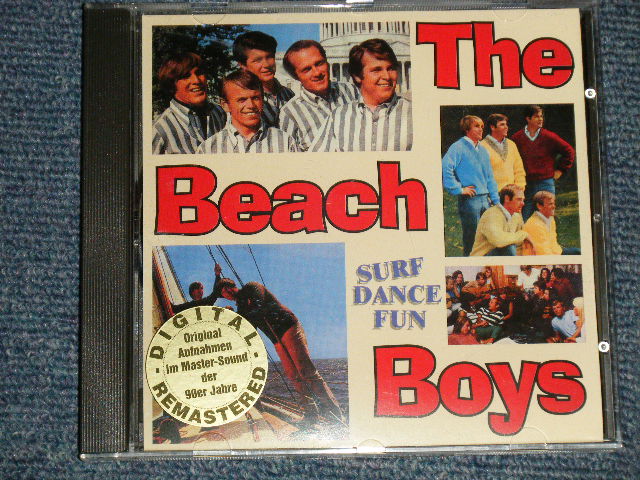 The
Beach
SURF
DANCE
FUN
Boys
DIGITAL
Original
Aufnahmen
im Master-Sound
der
90er Jahre
REMASTERED